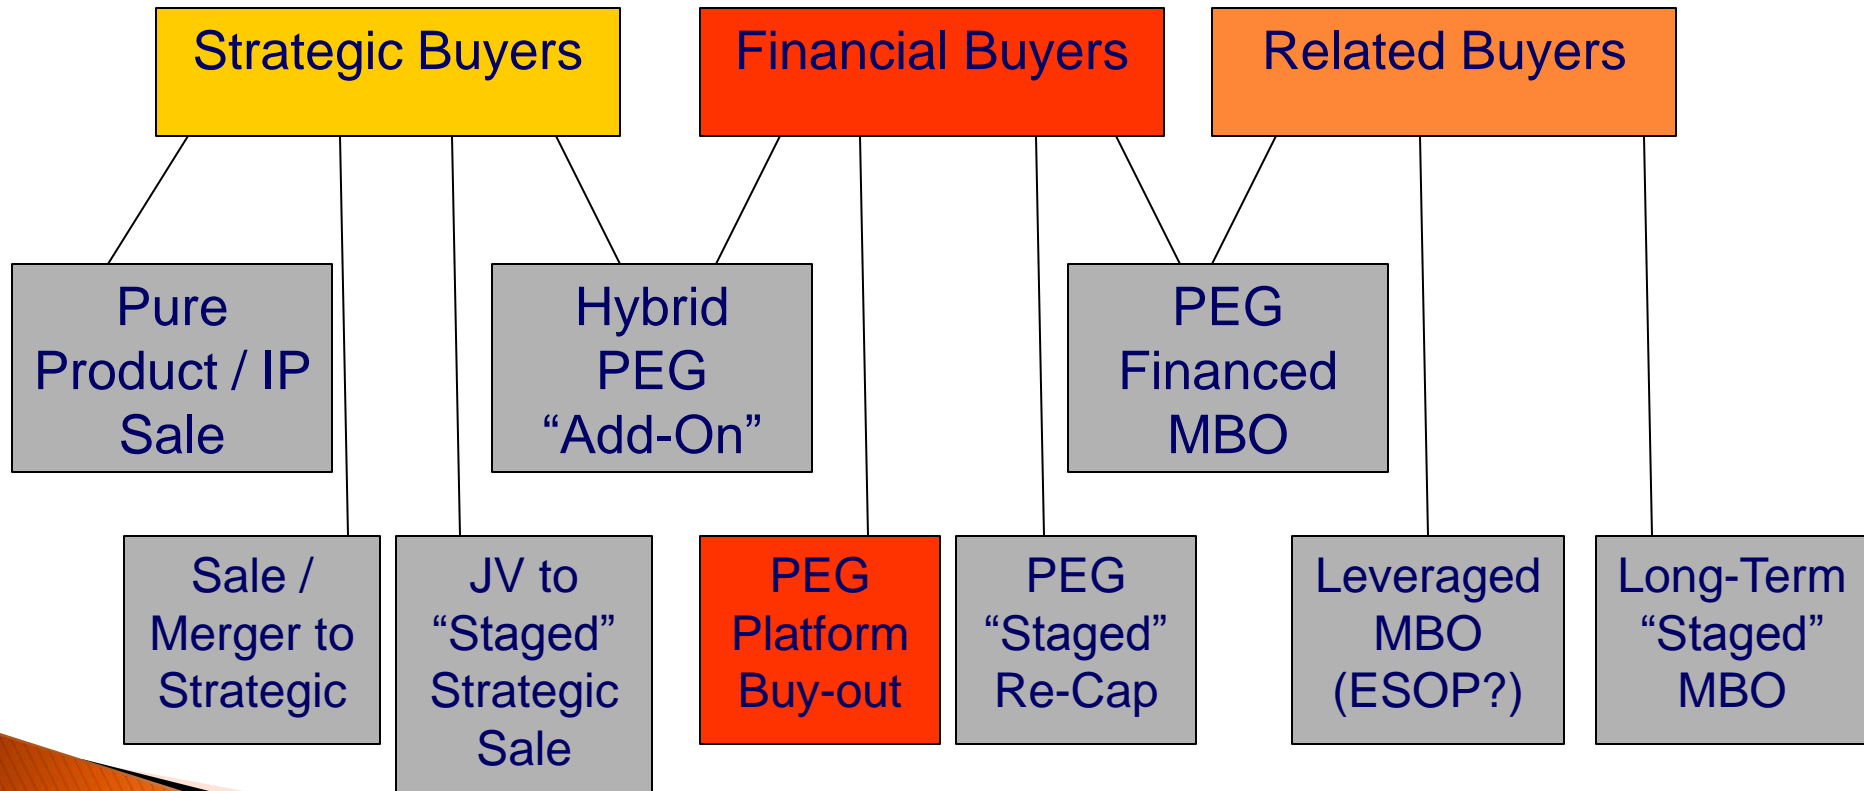 Strategic Buyers
Financial Buyers
Related Buyers
Pure
Product / IP
Sale
Hybrid
PEG
“Add-On”
PEG
Financed
MBO
Sale /
Merger to
Strategic
JV to
“Staged”
Strategic
Sale
PEG
Platform
Buy-out
PEG
“Staged”
Re-Cap
Leveraged
MBO
(ESOP?)
Long-Term
“Staged”
MBO